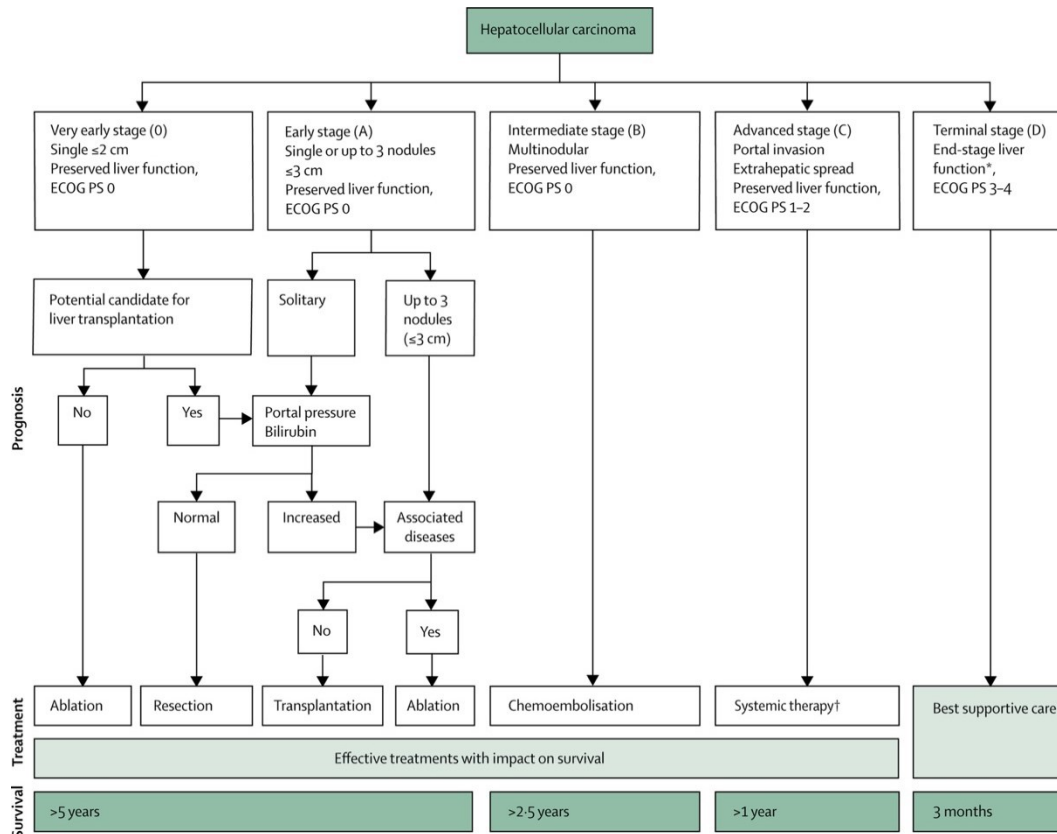 Hepatocellular carcinoma
Very early stage (0)
Single ≤2 cm
Preserved liver function,
ECOG PS 0
Early stage (A)
Single or up to 3 nodules
≤3 cm
Preserved liver function,
ECOG PS 0
Intermediate stage (B)
Multinodular
Preserved liver function,
ECOG PS 0
Advanced stage (C)
Portal invasion
Extrahepatic spread
Preserved liver function,
ECOG PS 1–2
Terminal stage (D)
End-stage liver
function*,
ECOG PS 3–4
Potential candidate for
liver transplantation
Solitary
Up to 3
nodules
(≤3 cm)
Prognosis
No
Yes
Portal pressure
Bilirubin
Normal
Increased
Associated
diseases
No
Yes
Treatment
Ablation
Resection
Transplantation
Ablation
Chemoembolisation
Systemic therapy†
Best supportive care
Effective treatments with impact on survival
Survival
>5 years
>2·5 years
>1 year
3 months